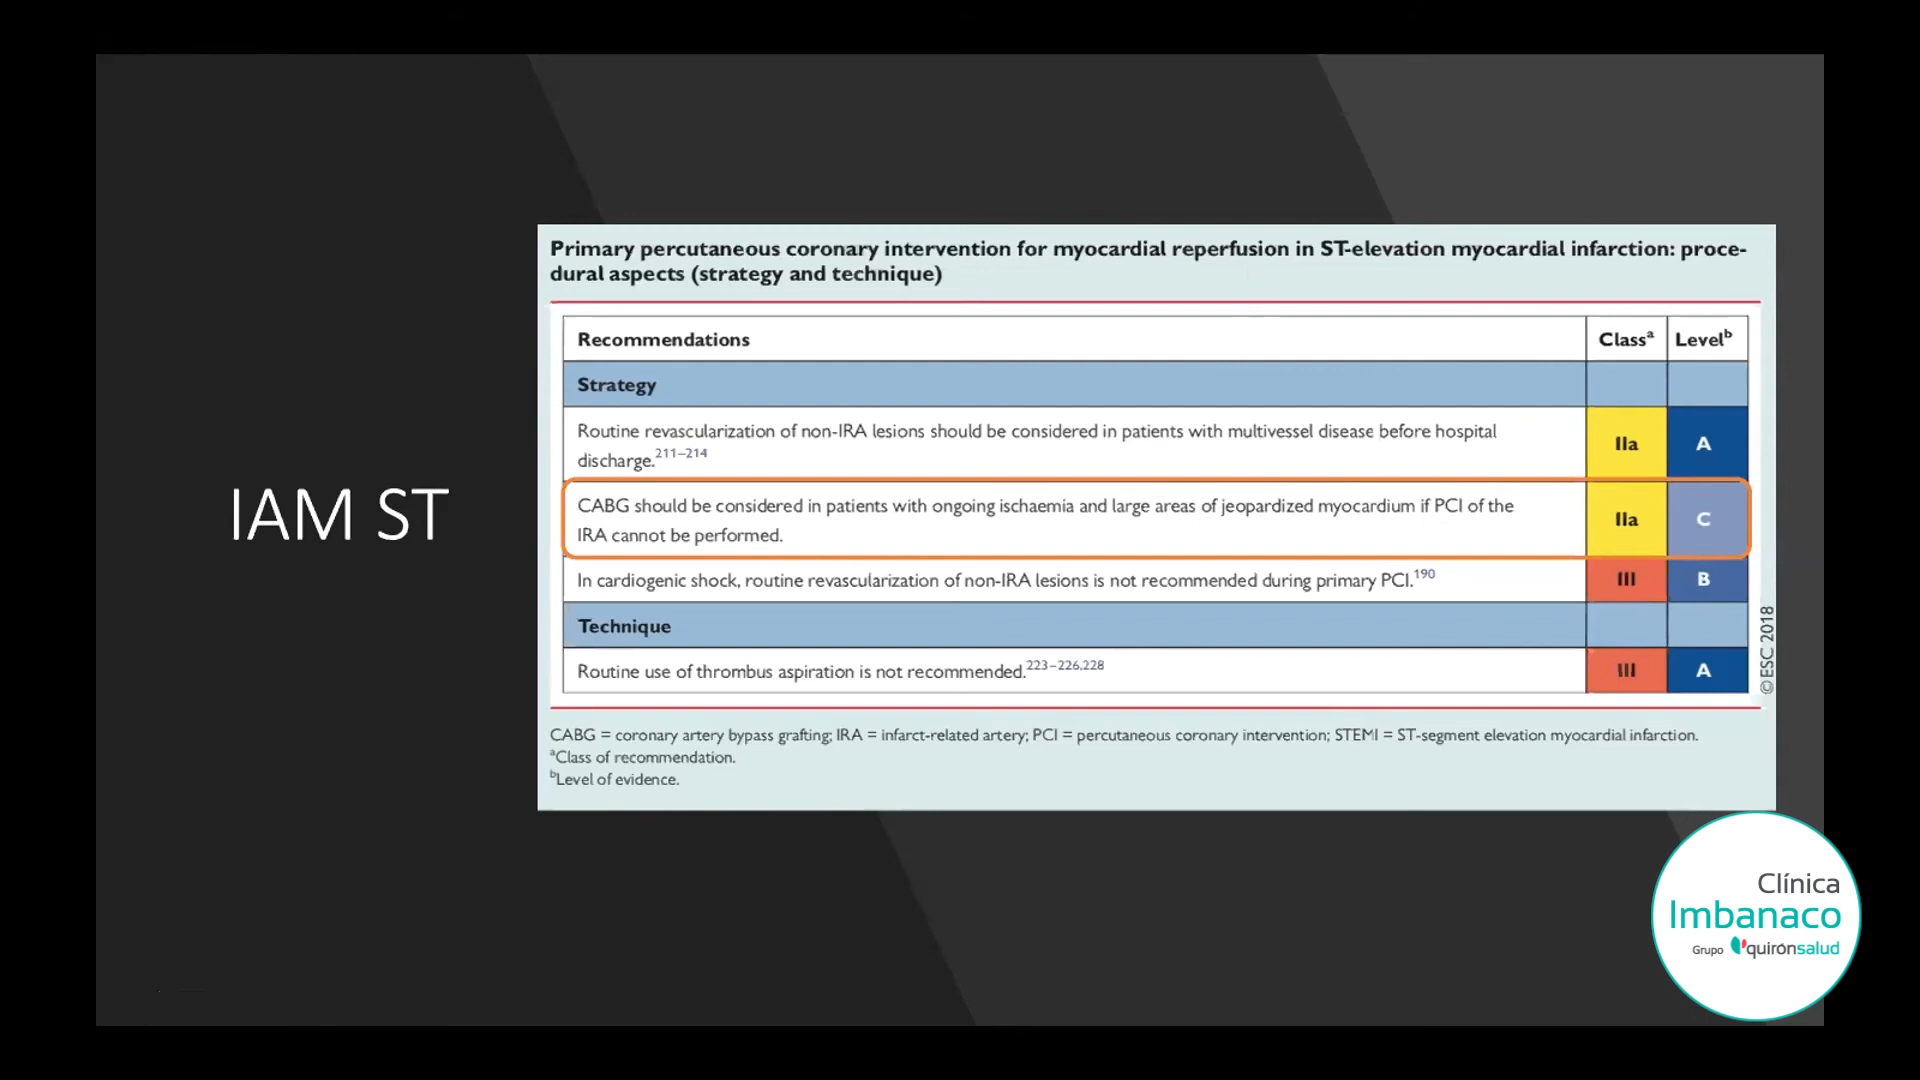 IAM ST
Primary percutaneous coronary intervention for myocardial reperfusion in ST-elevation myocardial infarction: proce-
dural aspects (strategy and technique)
Recommendations Classᵃ Levelᵇ
Strategy
Routine revascularization of non-IRA lesions should be considered in patients with multivessel disease before hospital
discharge.211–214 IIa A
CABG should be considered in patients with ongoing ischaemia and large areas of jeopardized myocardium if PCI of the
IRA cannot be performed. IIa C
In cardiogenic shock, routine revascularization of non-IRA lesions is not recommended during primary PCI.190 III B
Technique
Routine use of thrombus aspiration is not recommended.223–226,228 III A
©ESC 2018
CABG = coronary artery bypass grafting; IRA = infarct-related artery; PCI = percutaneous coronary intervention; STEMI = ST-segment elevation myocardial infarction.
ᵃClass of recommendation.
ᵇLevel of evidence.
Clínica
Imbanaco
Grupo quirónsalud